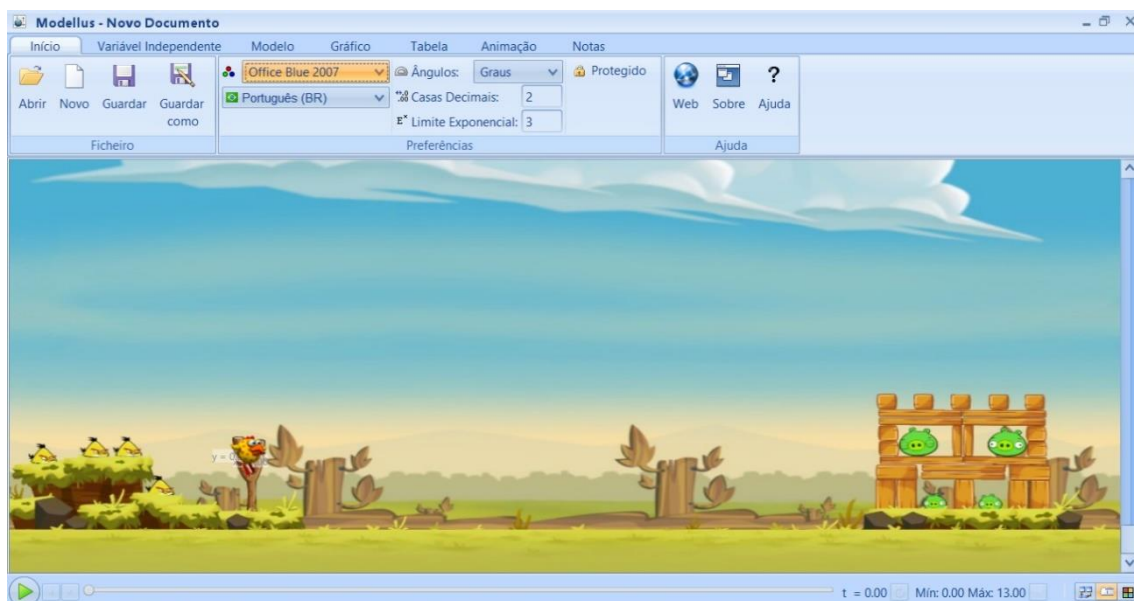 Modellus - Novo Documento
Início Variável Independente Modelo Gráfico Tabela Animação Notas
Office Blue 2007 Ângulos: Graus Protegido
Português (BR) Casas Decimais: 2
Abrir Novo Guardar Guardar como Web Sobre Ajuda
Limite Exponencial: 3
Ficheiro Preferências Ajuda
y = 0
t = 0.00 Mín: 0.00 Máx: 13.00